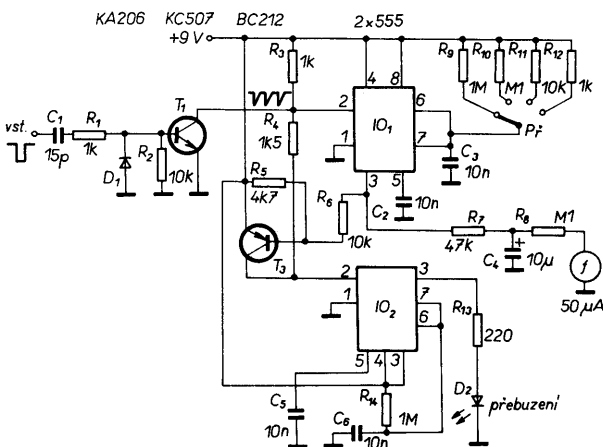 KA206 KC507 BC212 2×555
+9 V
R3 1k
R9 1M
R10 M1
R11 10k
R12 1k
Př
vst.
C1 15p
R1 1k
D1
R2 10k
T1
R4 1k5
4 8
2 6
IO1
1 7
3 5
C3 10n
C2 10n
R5 4k7
R6 10k
T3
R7 47k
R8 M1
C4 + 10μ
f
50 μA
2 3
IO2
1 7
6
5 4 3
R13 220
D2 přebuzení
C5 10n
C6 10n
R14 1M